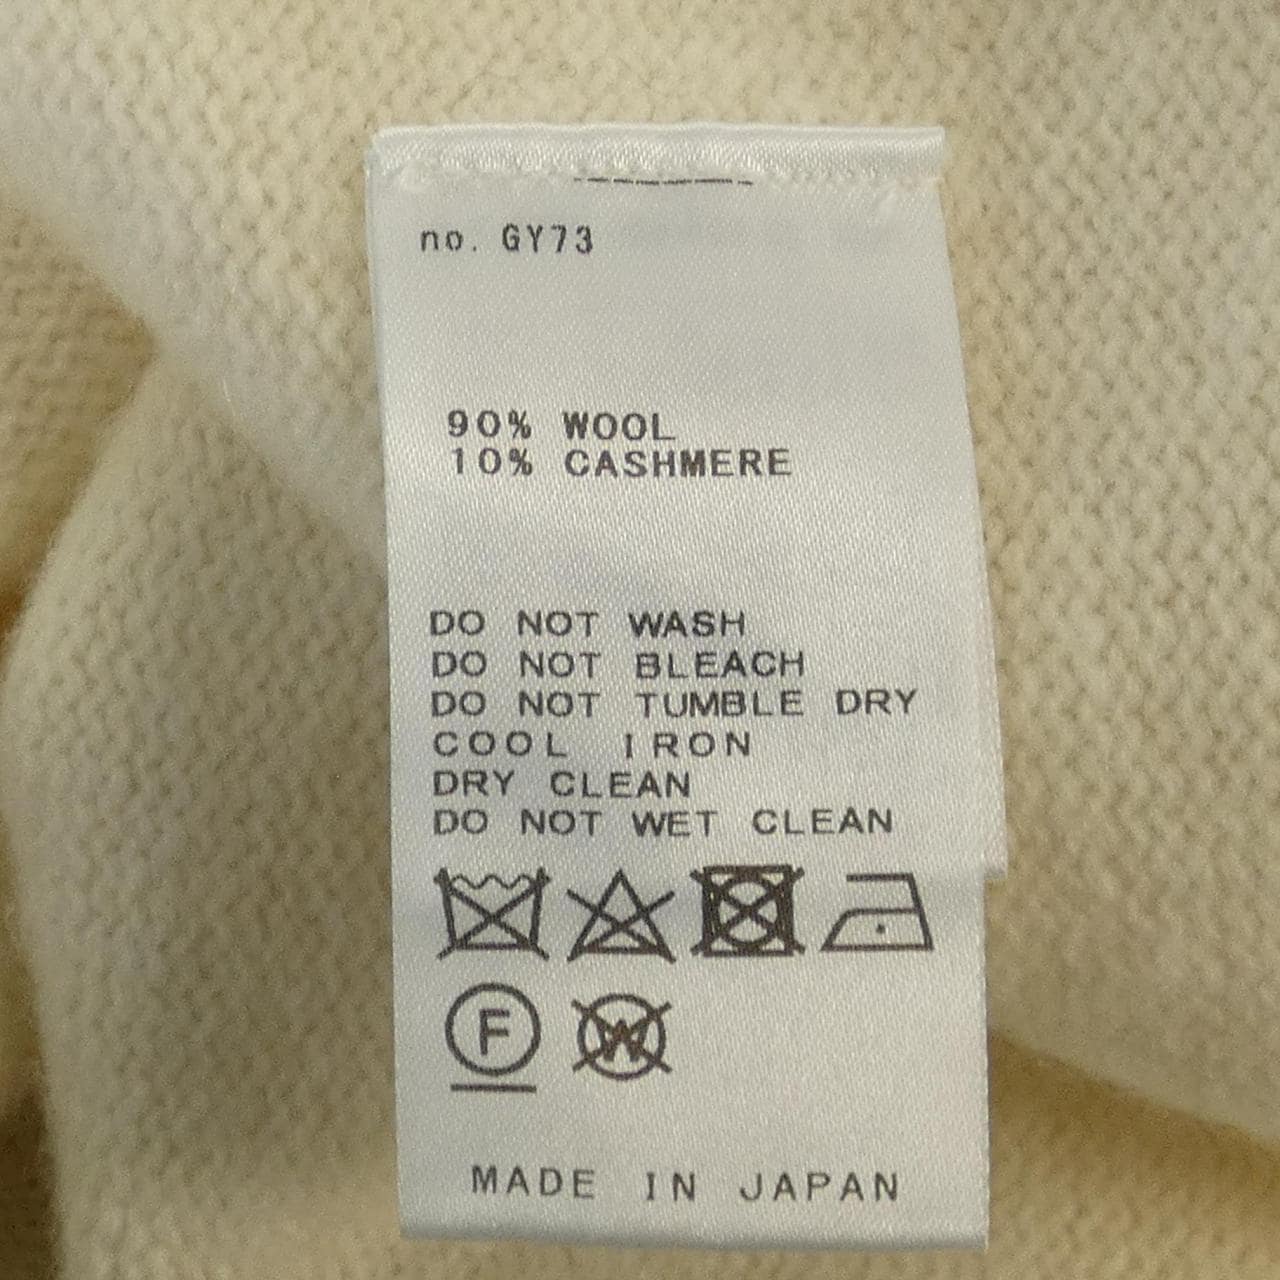 no. GY73
90% WOOL
10% CASHMERE
DO NOT WASH
DO NOT BLEACH
DO NOT TUMBLE DRY
COOL IRON
DRY CLEAN
DO NOT WET CLEAN
F W
MADE IN JAPAN